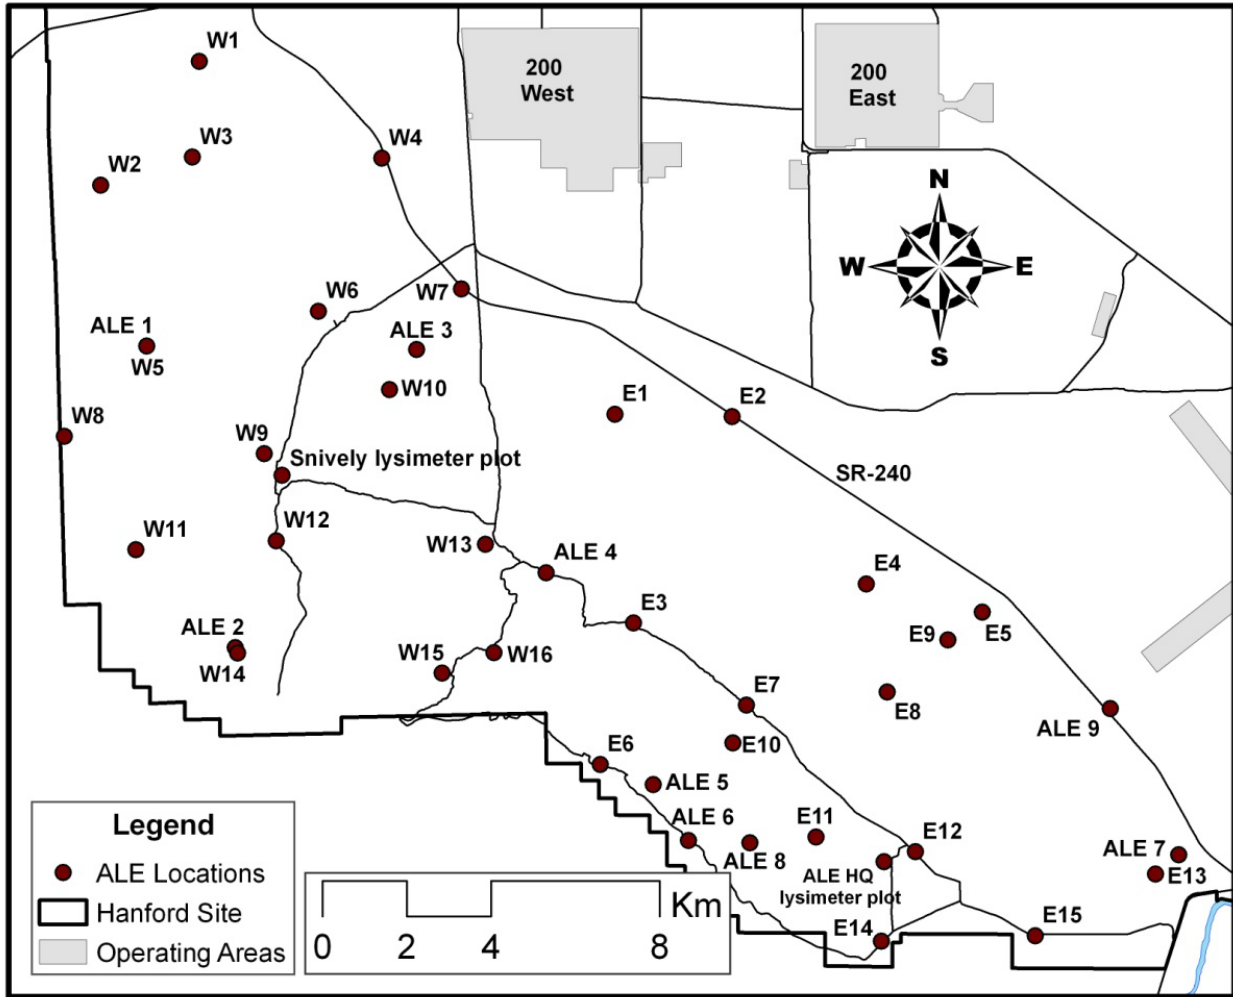 W1
200
West
200
East
W3
W4
W2
N
W
E
S
W6
W7
ALE 1
W5
ALE 3
W10
E1
E2
W8
W9
Snively lysimeter plot
SR-240
W11
W12
W13
ALE 4
E4
E3
E5
E9
ALE 2
W14
W15
W16
E7
E8
ALE 9
E10
E6
ALE 5
ALE 6
ALE 8
E11
E12
ALE 7
E13
ALE HQ
lysimeter plot
E14
E15
Legend
ALE Locations
Hanford Site
Operating Areas
Km
0 2 4 8